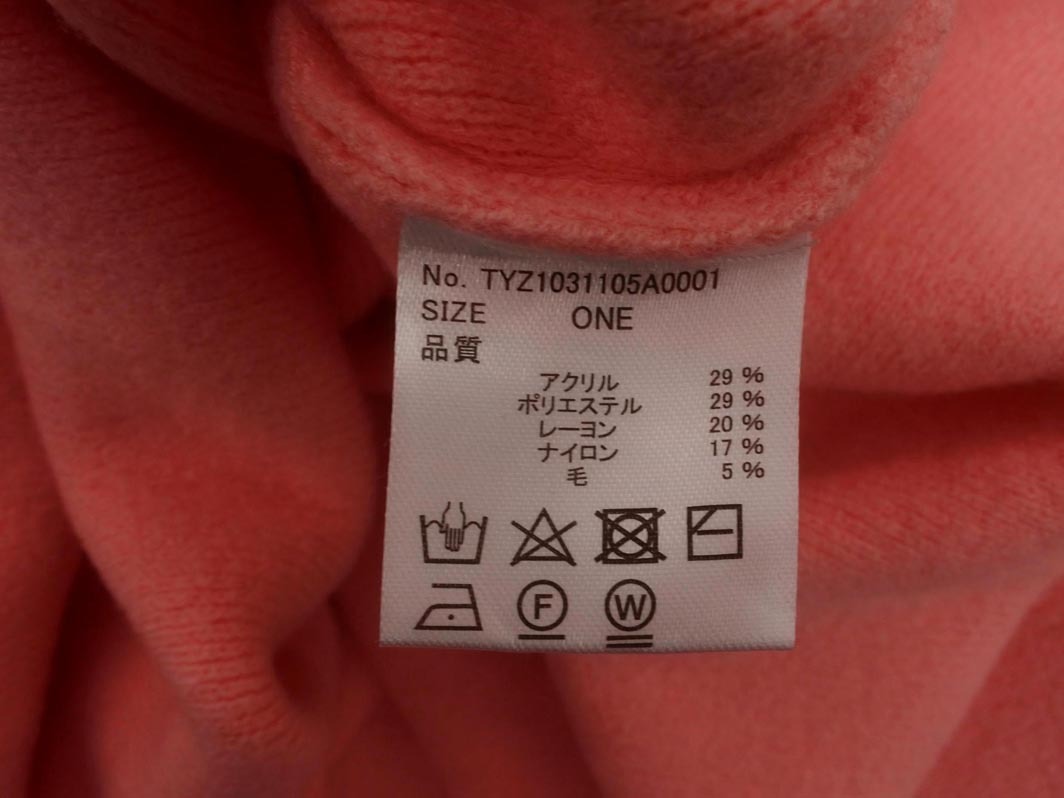 No. TYZ1031105A0001
SIZE ONE
品質
アクリル 29 %
ポリエステル 29 %
レーヨン 20 %
ナイロン 17 %
毛 5 %
F W